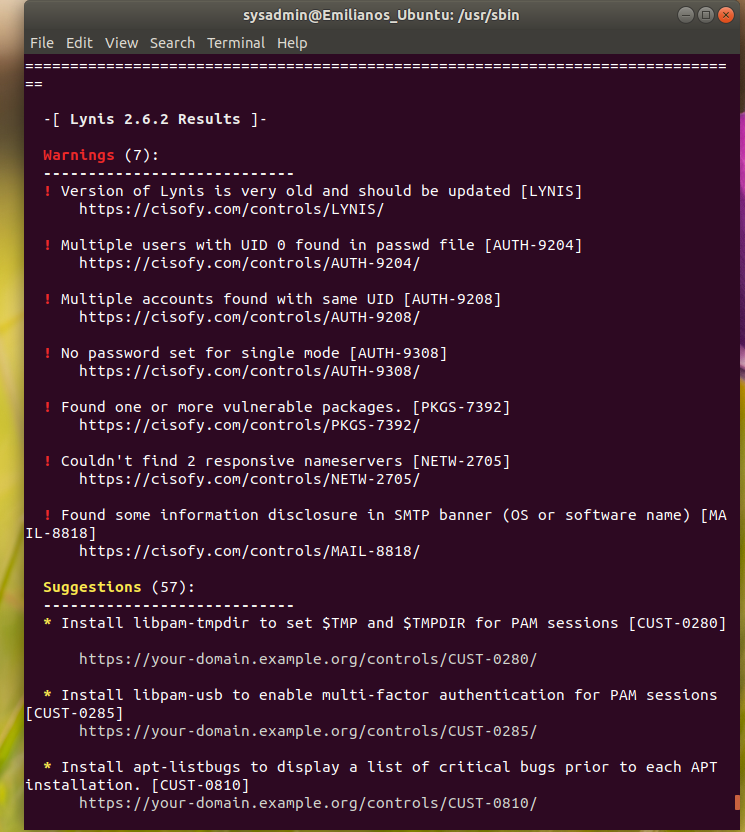 sysadmin@Emilianos_Ubuntu: /usr/sbin
File Edit View Search Terminal Help
==============================================================================
==
-[ Lynis 2.6.2 Results ]-
Warnings (7):
----------------------------
! Version of Lynis is very old and should be updated [LYNIS]
https://cisofy.com/controls/LYNIS/
! Multiple users with UID 0 found in passwd file [AUTH-9204]
https://cisofy.com/controls/AUTH-9204/
! Multiple accounts found with same UID [AUTH-9208]
https://cisofy.com/controls/AUTH-9208/
! No password set for single mode [AUTH-9308]
https://cisofy.com/controls/AUTH-9308/
! Found one or more vulnerable packages. [PKGS-7392]
https://cisofy.com/controls/PKGS-7392/
! Couldn't find 2 responsive nameservers [NETW-2705]
https://cisofy.com/controls/NETW-2705/
! Found some information disclosure in SMTP banner (OS or software name) [MA
IL-8818]
https://cisofy.com/controls/MAIL-8818/
Suggestions (57):
----------------------------
* Install libpam-tmpdir to set $TMP and $TMPDIR for PAM sessions [CUST-0280]
https://your-domain.example.org/controls/CUST-0280/
* Install libpam-usb to enable multi-factor authentication for PAM sessions
[CUST-0285]
https://your-domain.example.org/controls/CUST-0285/
* Install apt-listbugs to display a list of critical bugs prior to each APT
installation. [CUST-0810]
https://your-domain.example.org/controls/CUST-0810/